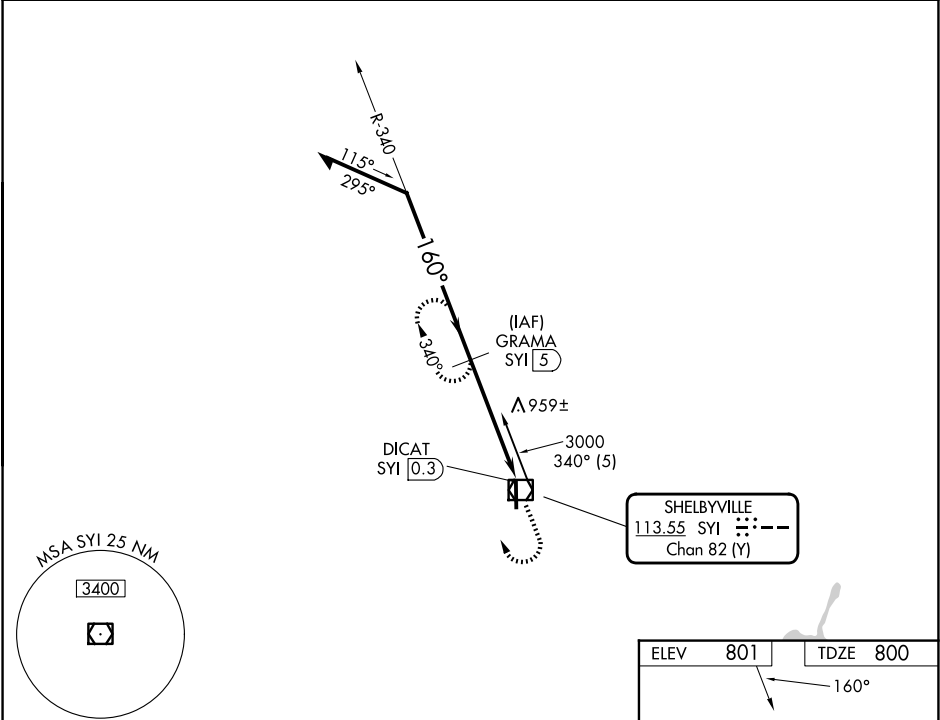 R-340
115°
295°
160°
(IAF)
GRAMA
SYI 5
340°
959±
3000
340° (5)
DICAT
SYI 0.3
SHELBYVILLE
113.55 SYI
Chan 82 (Y)
MSA SYI 25 NM
3400
ELEV 801 TDZE 800
160°